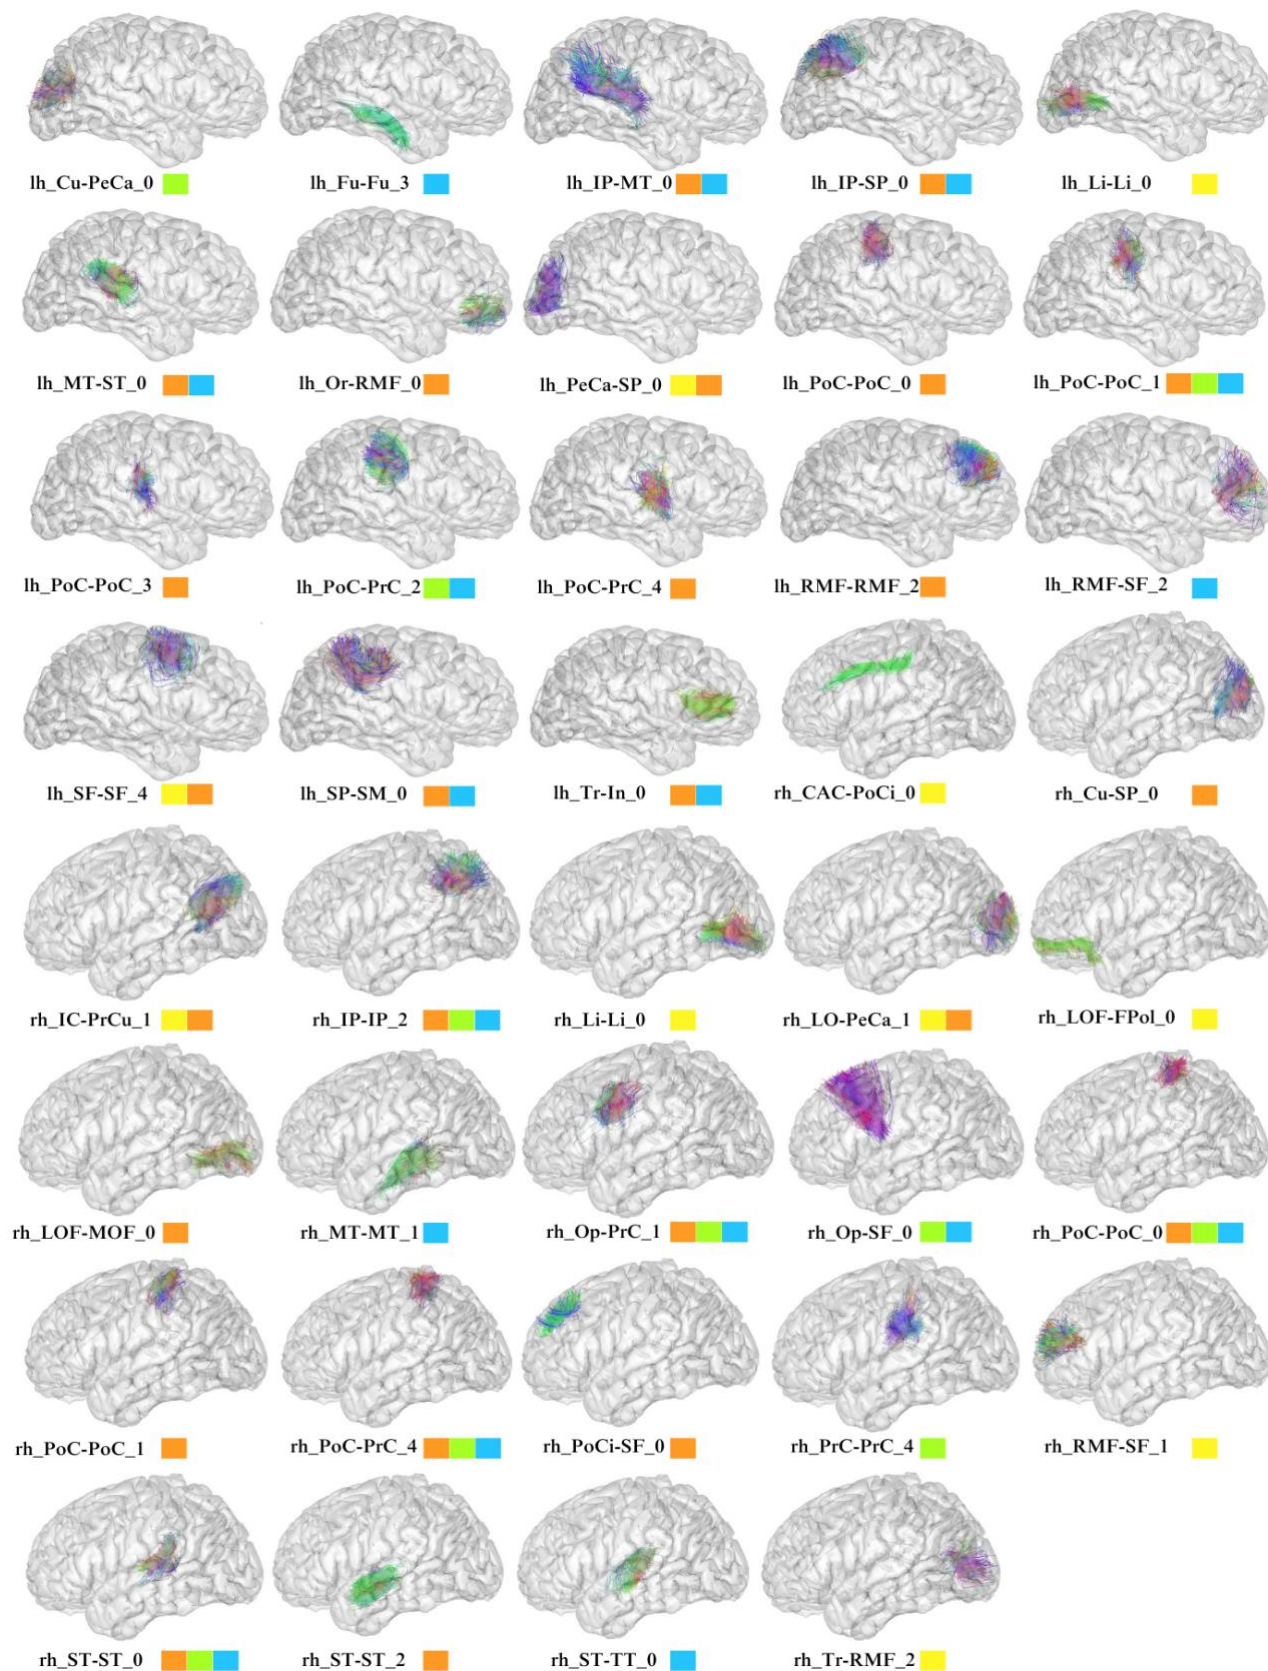 lh_Cu-PeCa_0 lh_Fu-Fu_3 lh_IP-MT_0 lh_IP-SP_0 lh_Li-Li_0
lh_MT-ST_0 lh_Or-RMF_0 lh_PeCa-SP_0 lh_PoC-PoC_0 lh_PoC-PoC_1
lh_PoC-PoC_3 lh_PoC-PrC_2 lh_PoC-PrC_4 lh_RMF-RMF_2 lh_RMF-SF_2
lh_SF-SF_4 lh_SP-SM_0 lh_Tr-In_0 rh_CAC-PoCi_0 rh_Cu-SP_0
rh_IC-PrCu_1 rh_IP-IP_2 rh_Li-Li_0 rh_LO-PeCa_1 rh_LOF-FPol_0
rh_LOF-MOF_0 rh_MT-MT_1 rh_Op-PrC_1 rh_Op-SF_0 rh_PoC-PoC_0
rh_PoC-PoC_1 rh_PoC-PrC_4 rh_PoCi-SF_0 rh_PrC-PrC_4 rh_RMF-SF_1
rh_ST-ST_0 rh_ST-ST_2 rh_ST-TT_0 rh_Tr-RMF_2